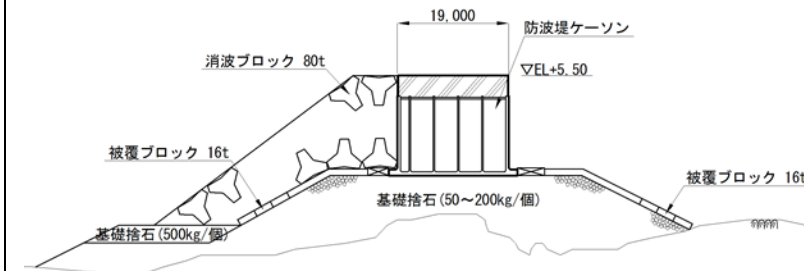 19,000
防波堤ケーソン
消波ブロック 80t
▽EL+5.50
被覆ブロック 16t
被覆ブロック 16t
基礎捨石(50～200kg/個)
基礎捨石(500kg/個)